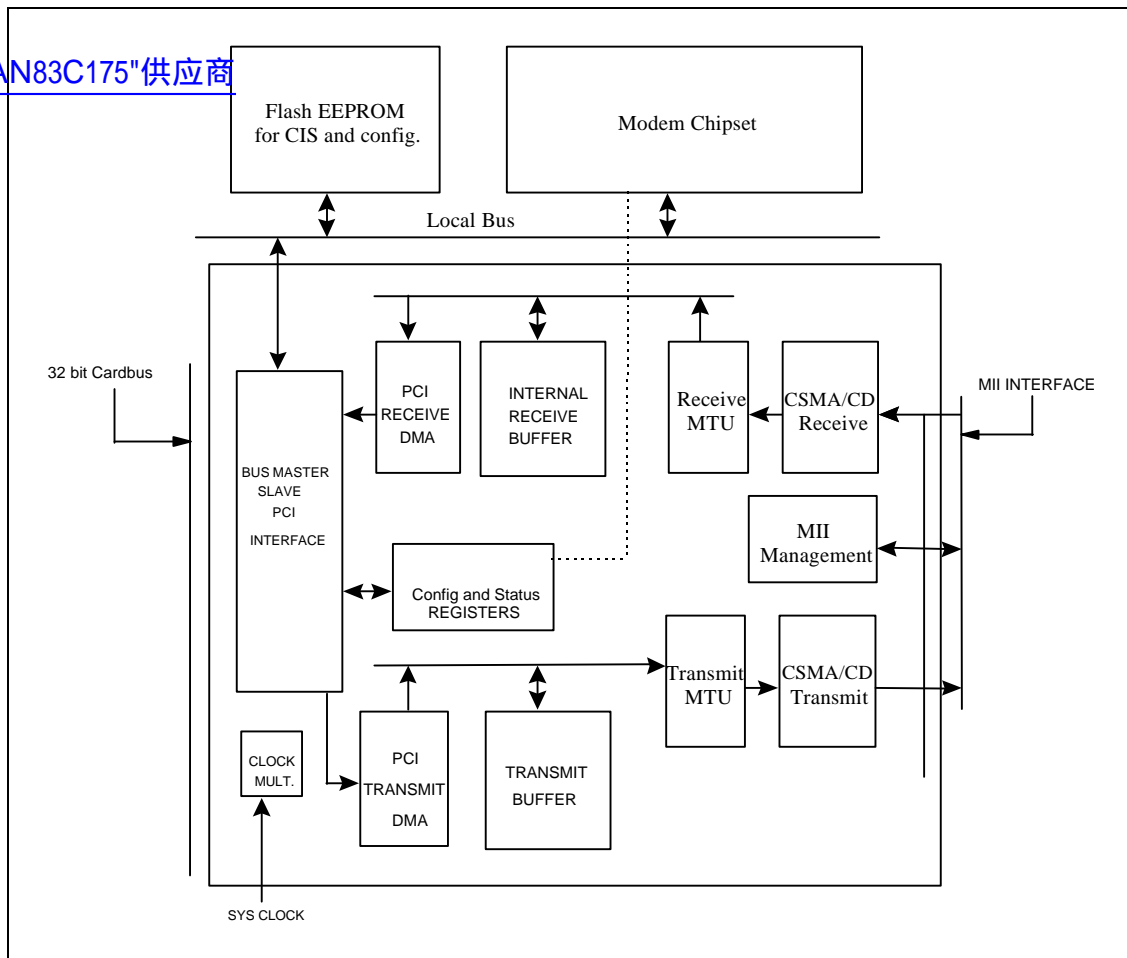 AN83C175"供应商
Flash EEPROM
for CIS and config.
Modem Chipset
Local Bus
32 bit Cardbus
MII INTERFACE
PCI
RECEIVE
DMA
INTERNAL
RECEIVE
BUFFER
Receive
MTU
CSMA/CD
Receive
BUS MASTER
SLAVE
PCI
INTERFACE
MII
Management
Config and Status
REGISTERS
Transmit
MTU
CSMA/CD
Transmit
CLOCK
MULT.
PCI
TRANSMIT
DMA
TRANSMIT
BUFFER
SYS CLOCK